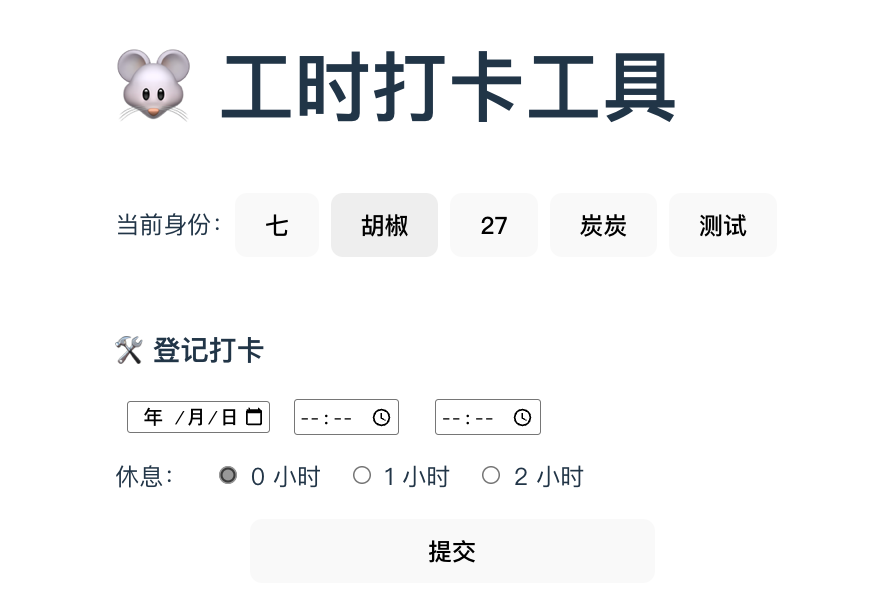 🐭 工时打卡工具
当前身份： 七 胡椒 27 炭炭 测试
🛠️ 登记打卡
年 /月/日 --:-- --:--
休息： 0 小时 1 小时 2 小时
提交